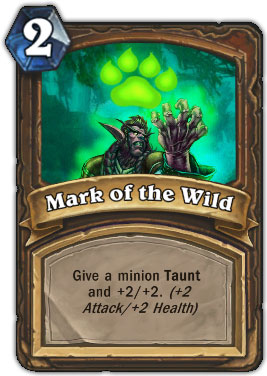 2
Mark of the Wild
Give a minion Taunt
and +2/+2. (+2
Attack/+2 Health)